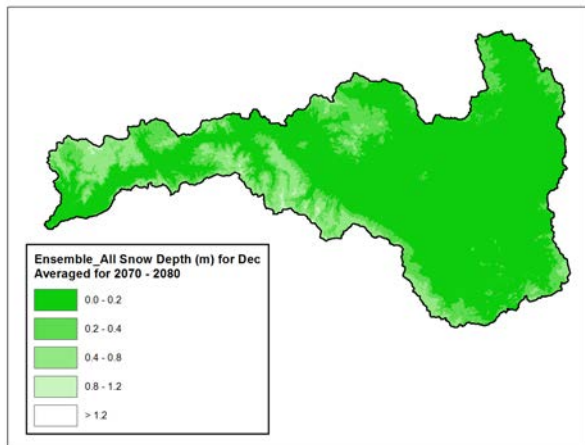 Ensemble_All Snow Depth (m) for Dec
Averaged for 2070 - 2080
0.0 - 0.2
0.2 - 0.4
0.4 - 0.8
0.8 - 1.2
> 1.2